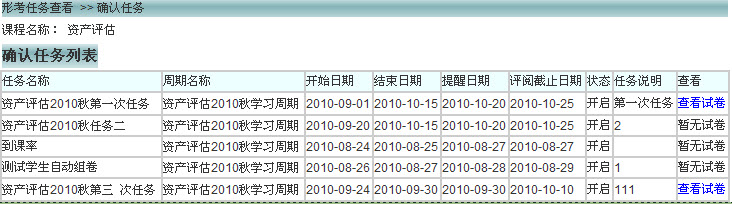 形考任务查看 >> 确认任务
课程名称： 资产评估
确认任务列表
任务名称 周期名称 开始日期 结束日期 提醒日期 评阅截止日期 状态 任务说明 查看
资产评估2010秋第一次任务 资产评估2010秋学习周期 2010-09-01 2010-10-15 2010-10-20 2010-10-25 开启 第一次任务 查看试卷
资产评估2010秋任务二 资产评估2010秋学习周期 2010-09-20 2010-10-15 2010-10-20 2010-10-25 开启 2 暂无试卷
到课率 资产评估2010秋学习周期 2010-08-24 2010-08-25 2010-08-27 2010-08-27 开启 暂无试卷
测试学生自动组卷 资产评估2010秋学习周期 2010-08-26 2010-08-27 2010-08-28 2010-08-29 开启 1 暂无试卷
资产评估2010秋第三 次任务 资产评估2010秋学习周期 2010-09-24 2010-09-30 2010-09-30 2010-10-10 开启 111 查看试卷